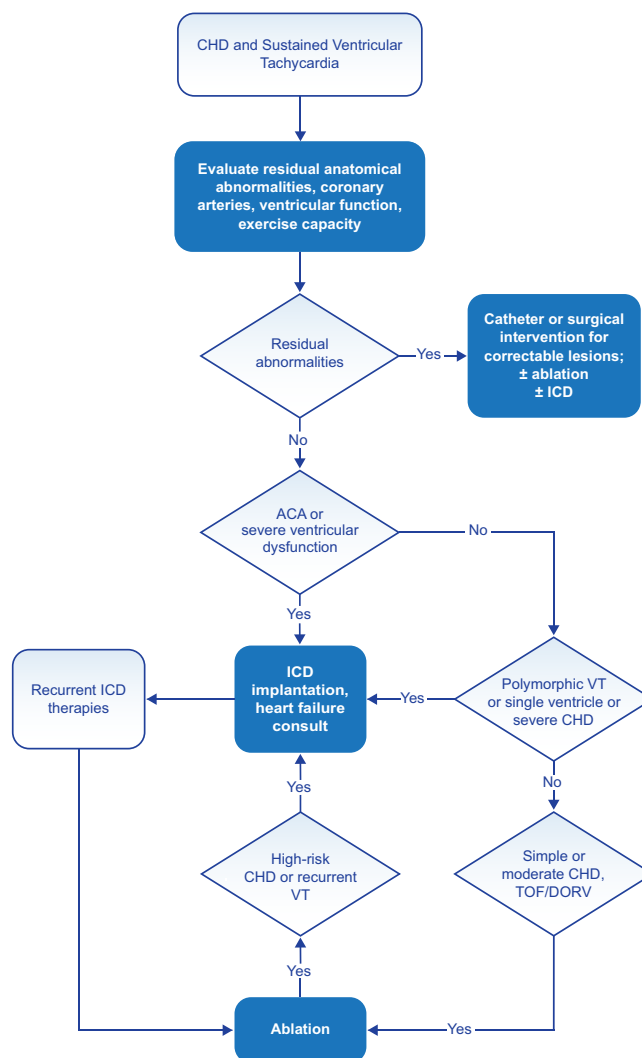 CHD and Sustained Ventricular
Tachycardia
Evaluate residual anatomical
abnormalities, coronary
arteries, ventricular function,
exercise capacity
Residual
abnormalities
Yes
Catheter or surgical
intervention for
correctable lesions;
± ablation
± ICD
No
ACA or
severe ventricular
dysfunction
No
Yes
Recurrent ICD
therapies
ICD
implantation,
heart failure
consult
Yes
Polymorphic VT
or single ventricle or
severe CHD
Yes
No
High-risk
CHD or recurrent
VT
Simple or
moderate CHD,
TOF/DORV
Yes
Ablation
Yes